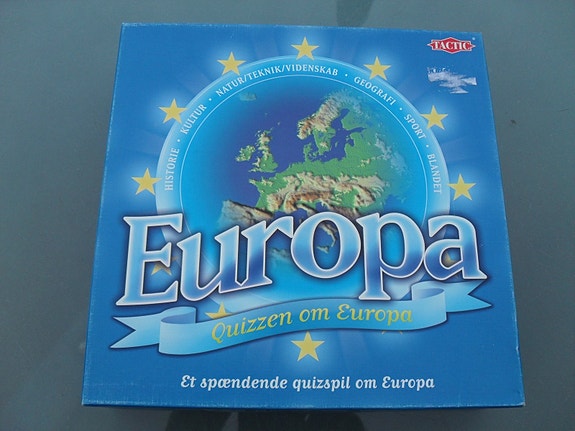 TACTIC
HISTORIE • KULTUR • NATUR/TEKNIK/VIDENSKAB • GEOGRAFI • SPORT • BLANDET
Europa
Quizzen om Europa
Et spændende quizspil om Europa